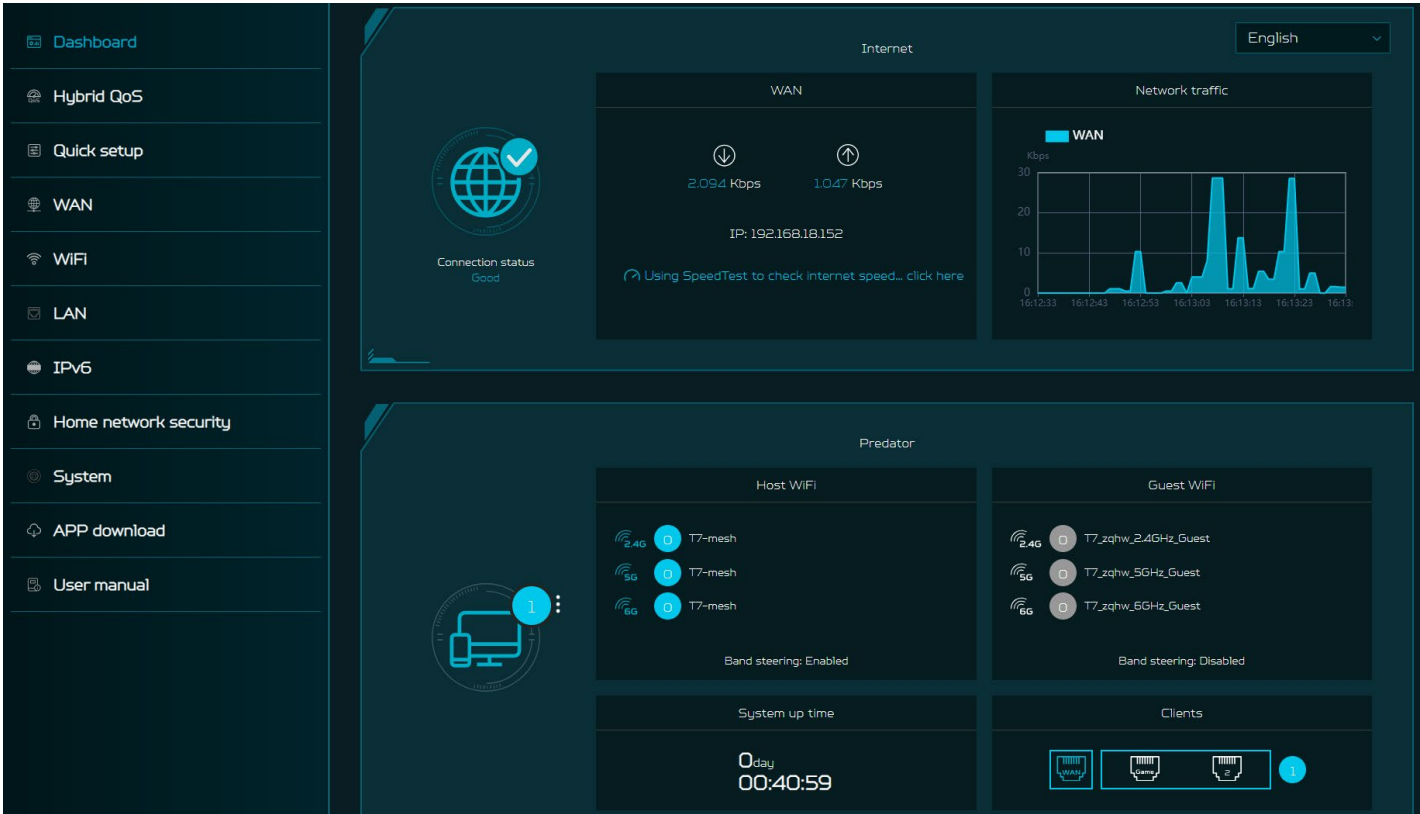 Dashboard
Hybrid QoS
Quick setup
WAN
WiFi
LAN
IPv6
Home network security
System
APP download
User manual
Internet
English
WAN
2.094 Kbps
1.047 Kbps
IP: 192.168.18.152
Using SpeedTest to check internet speed... click here
Connection status
Good
Network traffic
WAN
Kbps
30
20
10
0
16:12:33 16:12:43 16:12:53 16:13:03 16:13:13 16:13:23 16:13:
Predator
1
Host WiFi
2.4G 0 T7-mesh
5G 0 T7-mesh
6G 0 T7-mesh
Band steering: Enabled
Guest WiFi
2.4G 0 T7_zqhw_2.4GHz_Guest
5G 0 T7_zqhw_5GHz_Guest
6G 0 T7_zqhw_6GHz_Guest
Band steering: Disabled
System up time
0day
00:40:59
Clients
WAN Game 2 1